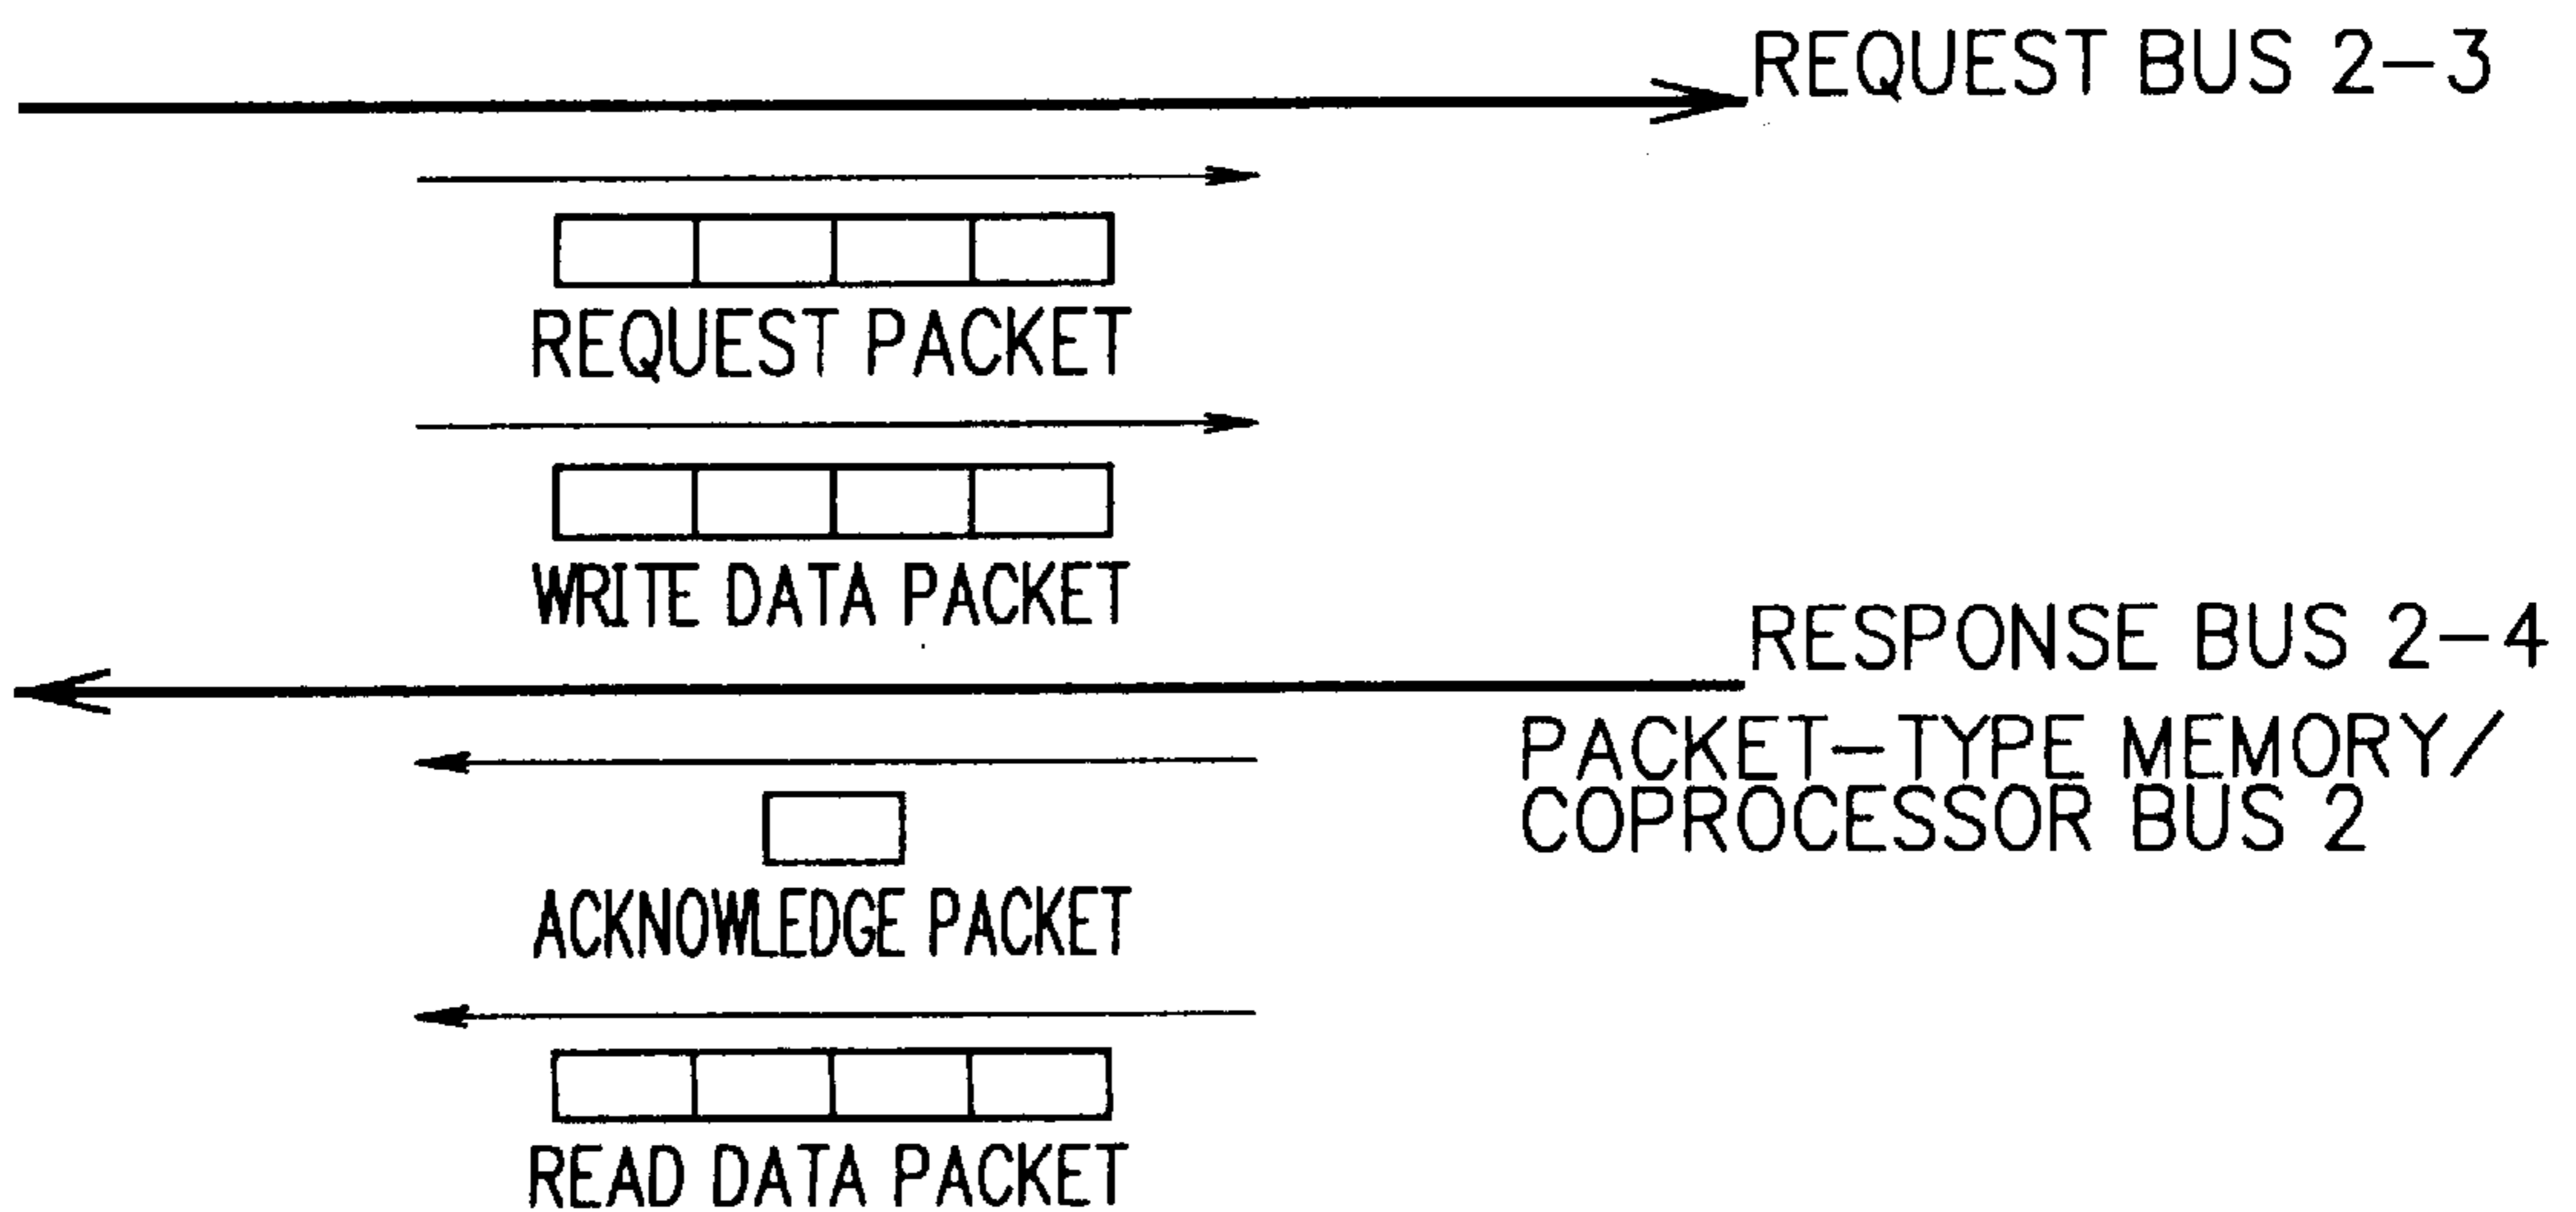 REQUEST BUS 2-3
REQUEST PACKET
WRITE DATA PACKET
RESPONSE BUS 2-4
PACKET-TYPE MEMORY/
COPROCESSOR BUS 2
ACKNOWLEDGE PACKET
READ DATA PACKET